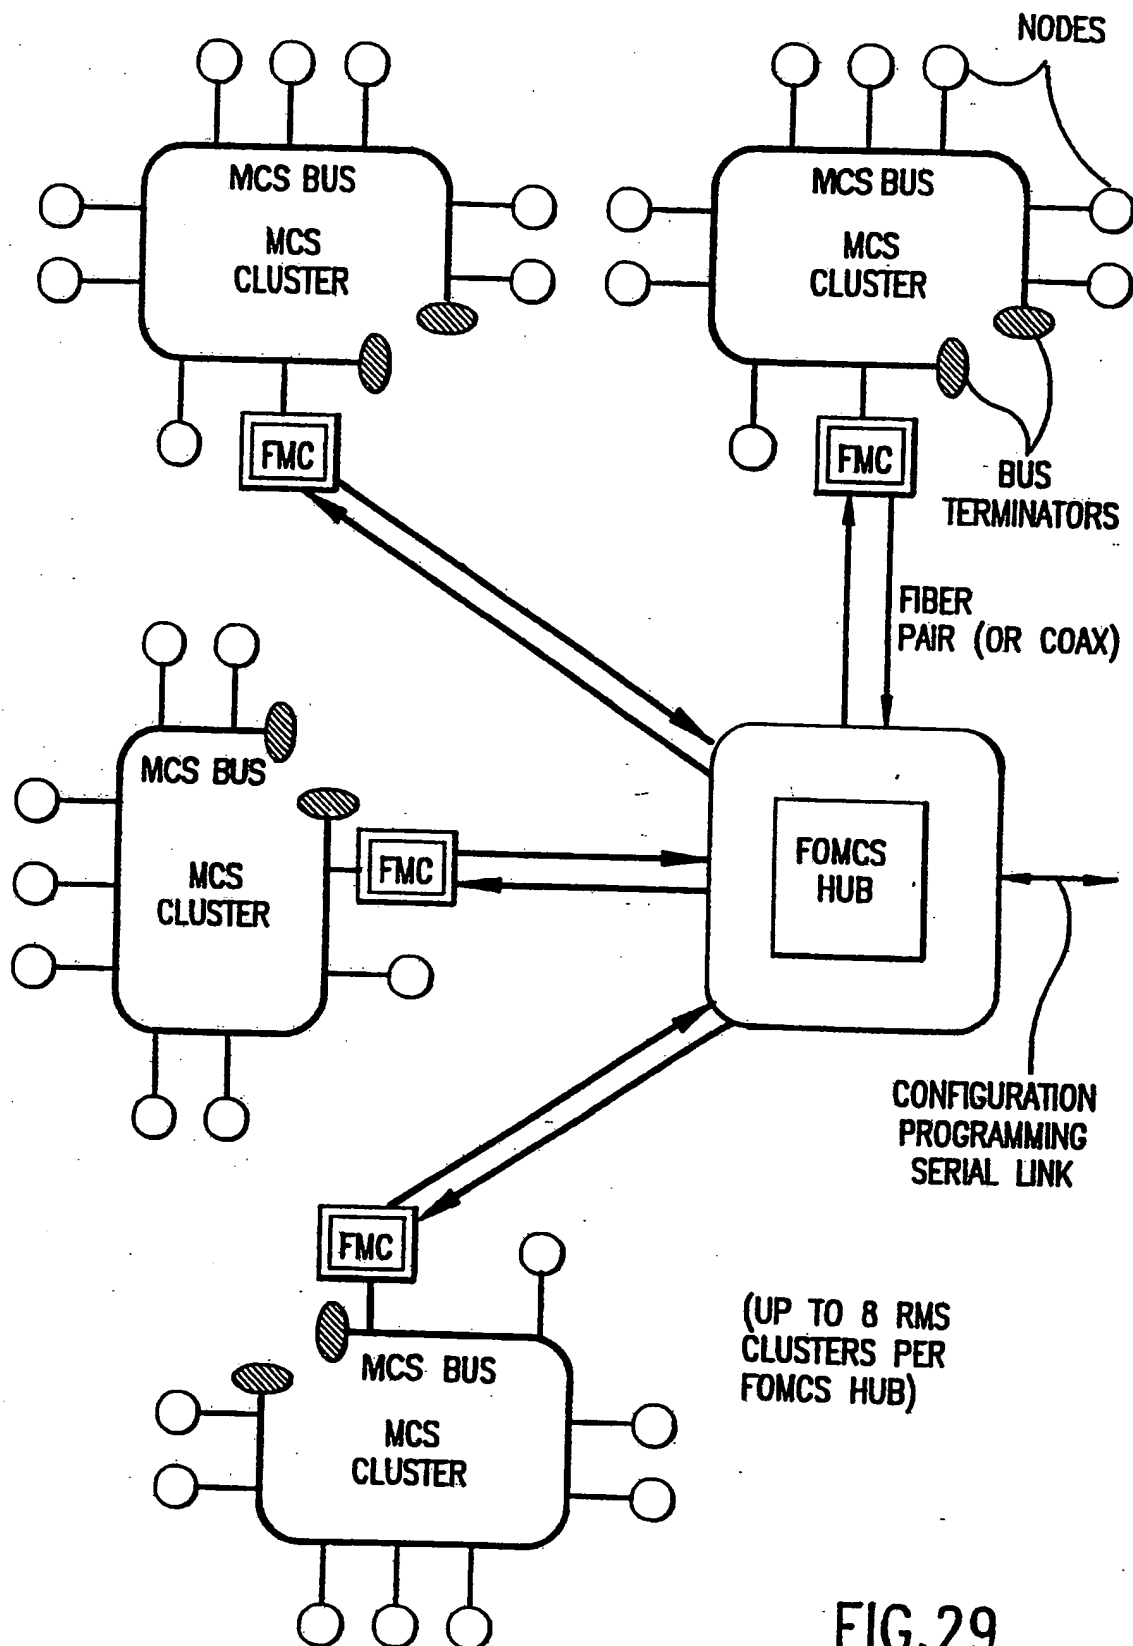 NODES
MCS BUS
MCS
CLUSTER
FMC
MCS BUS
MCS
CLUSTER
FMC
BUS
TERMINATORS
FIBER
PAIR (OR COAX)
MCS BUS
MCS
CLUSTER
FMC
FOMCS
HUB
CONFIGURATION
PROGRAMMING
SERIAL LINK
FMC
MCS BUS
MCS
CLUSTER
(UP TO 8 RMS
CLUSTERS PER
FOMCS HUB)
FIG.29